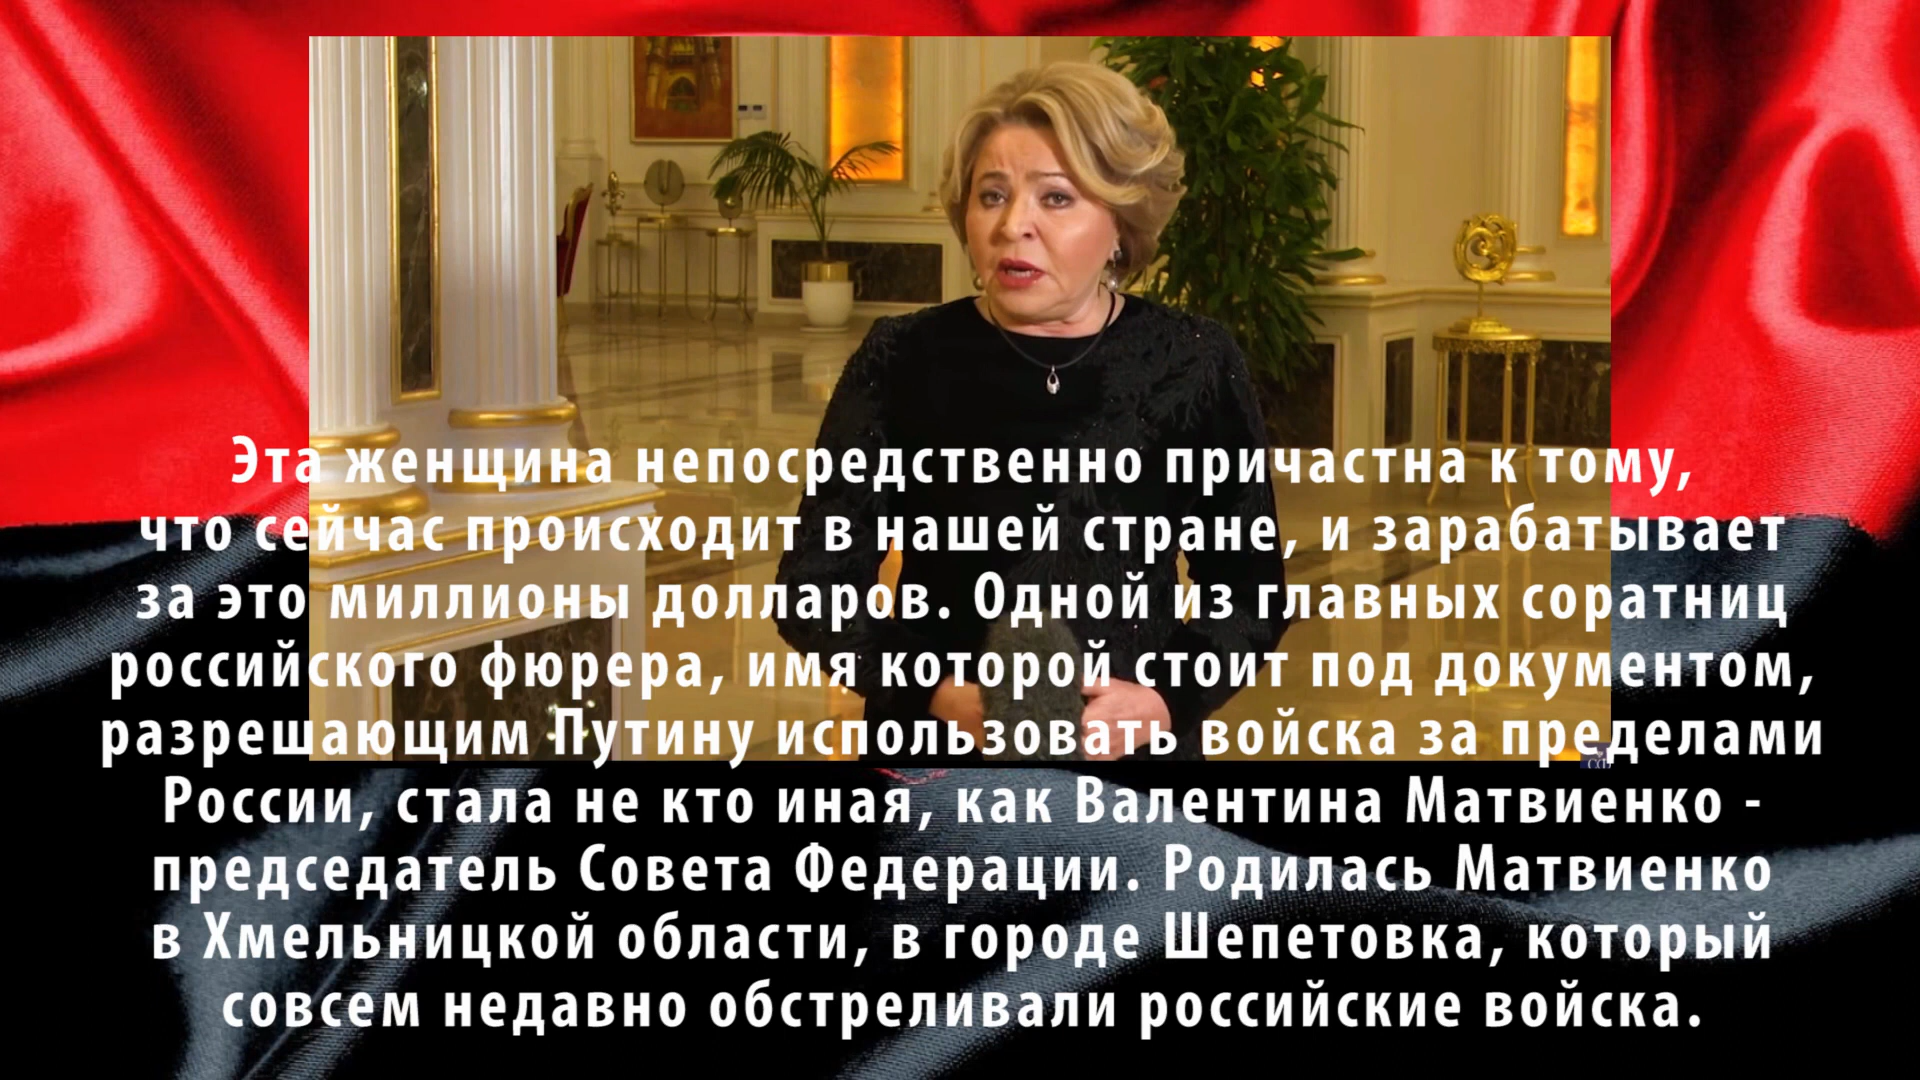 Эта женщина непосредственно причастна к тому,
что сейчас происходит в нашей стране, и зарабатывает
за это миллионы долларов. Одной из главных соратниц
российского фюрера, имя которой стоит под документом,
разрешающим Путину использовать войска за пределами
России, стала не кто иная, как Валентина Матвиенко -
председатель Совета Федерации. Родилась Матвиенко
в Хмельницкой области, в городе Шепетовка, который
совсем недавно обстреливали российские войска.